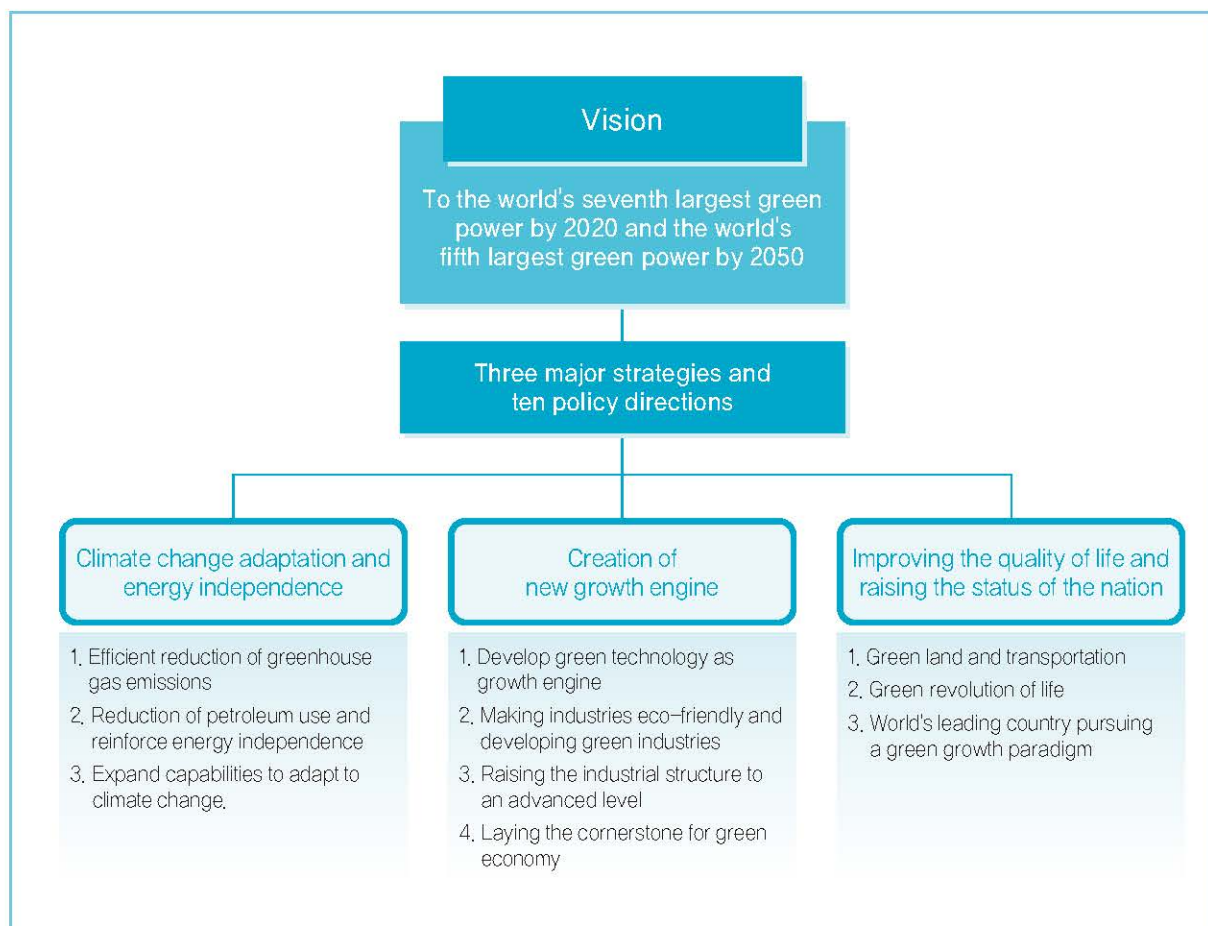 Vision
To the world's seventh largest green
power by 2020 and the world's
fifth largest green power by 2050
Three major strategies and
ten policy directions
Climate change adaptation and
energy independence
1. Efficient reduction of greenhouse
gas emissions
2. Reduction of petroleum use and
reinforce energy independence
3. Expand capabilities to adapt to
climate change.
Creation of
new growth engine
1. Develop green technology as
growth engine
2. Making industries eco-friendly and
developing green industries
3. Raising the industrial structure to
an advanced level
4. Laying the cornerstone for green
economy
Improving the quality of life and
raising the status of the nation
1. Green land and transportation
2. Green revolution of life
3. World's leading country pursuing
a green growth paradigm